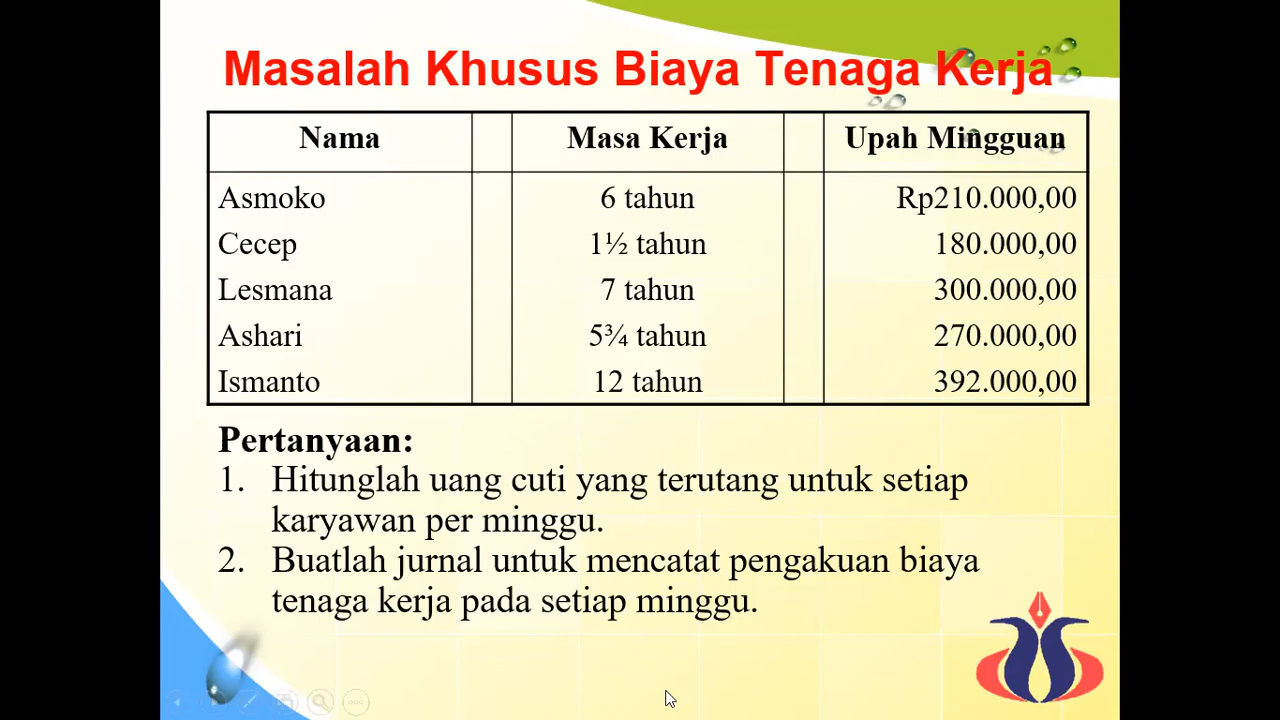 Masalah Khusus Biaya Tenaga Kerja
Nama Masa Kerja Upah Mingguan
Asmoko 6 tahun Rp210.000,00
Cecep 1½ tahun 180.000,00
Lesmana 7 tahun 300.000,00
Ashari 5¾ tahun 270.000,00
Ismanto 12 tahun 392.000,00
Pertanyaan:
1. Hitunglah uang cuti yang terutang untuk setiap
karyawan per minggu.
2. Buatlah jurnal untuk mencatat pengakuan biaya
tenaga kerja pada setiap minggu.